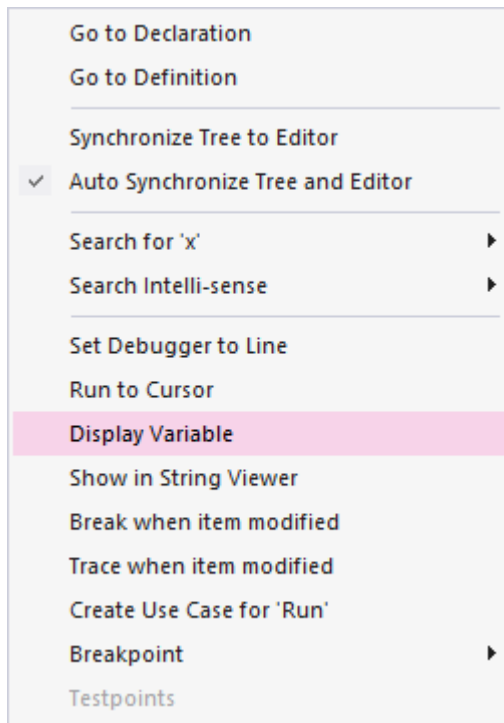 Go to Declaration
Go to Definition
Synchronize Tree to Editor
Auto Synchronize Tree and Editor
Search for 'x'
Search Intelli-sense
Set Debugger to Line
Run to Cursor
Display Variable
Show in String Viewer
Break when item modified
Trace when item modified
Create Use Case for 'Run'
Breakpoint
Testpoints